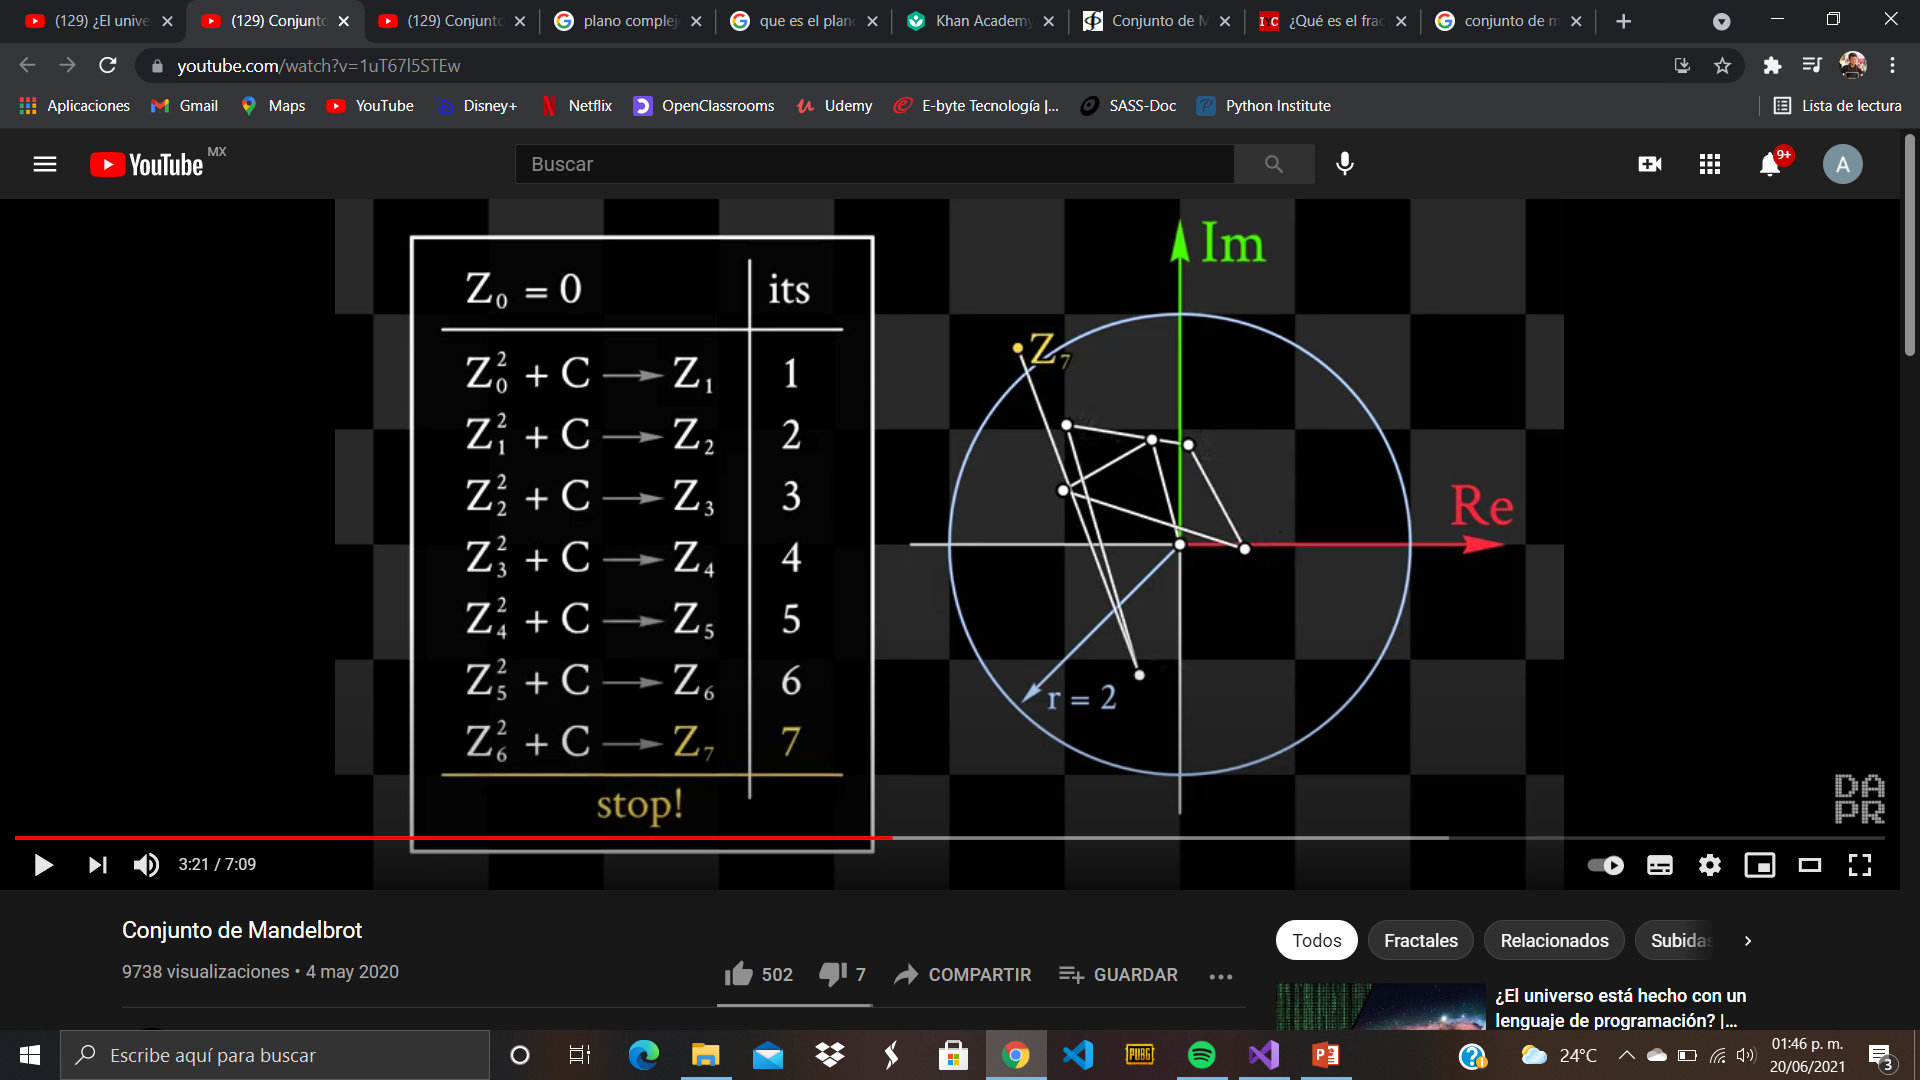 (129) ¿El unive
(129) Conjunto
(129) Conjunto
plano complej
que es el plan
Khan Academy
Conjunto de M
¿Qué es el frac
conjunto de m
youtube.com/watch?v=1uT67l5STEw
Aplicaciones
Gmail
Maps
YouTube
Disney+
Netflix
OpenClassrooms
Udemy
E-byte Tecnología |...
SASS-Doc
Python Institute
Lista de lectura
YouTube MX
Buscar
9+
A
Z₀ = 0 its
Z₀² + C → Z₁ 1
Z₁² + C → Z₂ 2
Z₂² + C → Z₃ 3
Z₃² + C → Z₄ 4
Z₄² + C → Z₅ 5
Z₅² + C → Z₆ 6
Z₆² + C → Z₇ 7
stop!
Im
Z₇
Re
r = 2
DA
PR
3:21 / 7:09
Conjunto de Mandelbrot
9738 visualizaciones • 4 may 2020
502
7
COMPARTIR
GUARDAR
Todos
Fractales
Relacionados
Subidas
¿El universo está hecho con un
lenguaje de programación? |...
Escribe aquí para buscar
PUBG
24°C
01:46 p. m.
20/06/2021
3